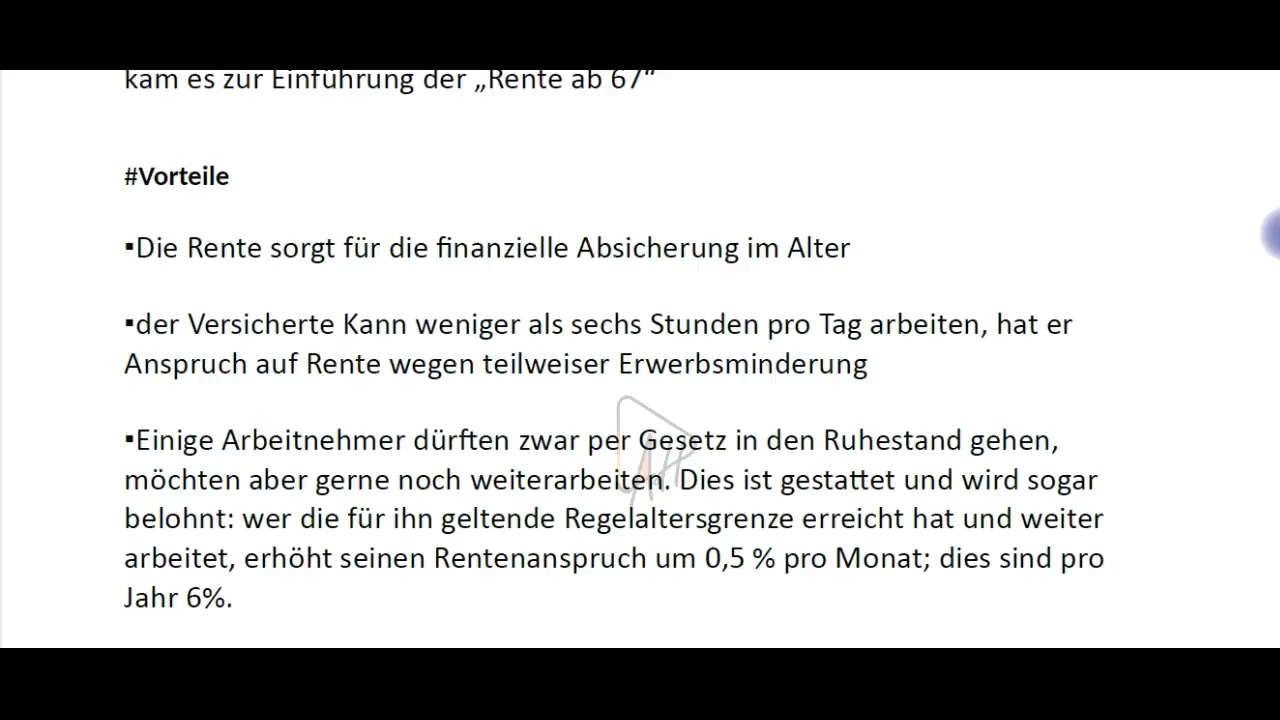 kam es zur Einführung der „Rente ab 67“
#Vorteile
▪Die Rente sorgt für die finanzielle Absicherung im Alter
▪der Versicherte Kann weniger als sechs Stunden pro Tag arbeiten, hat er
Anspruch auf Rente wegen teilweiser Erwerbsminderung
▪Einige Arbeitnehmer dürften zwar per Gesetz in den Ruhestand gehen,
möchten aber gerne noch weiterarbeiten. Dies ist gestattet und wird sogar
belohnt: wer die für ihn geltende Regelaltersgrenze erreicht hat und weiter
arbeitet, erhöht seinen Rentenanspruch um 0,5 % pro Monat; dies sind pro
Jahr 6%.